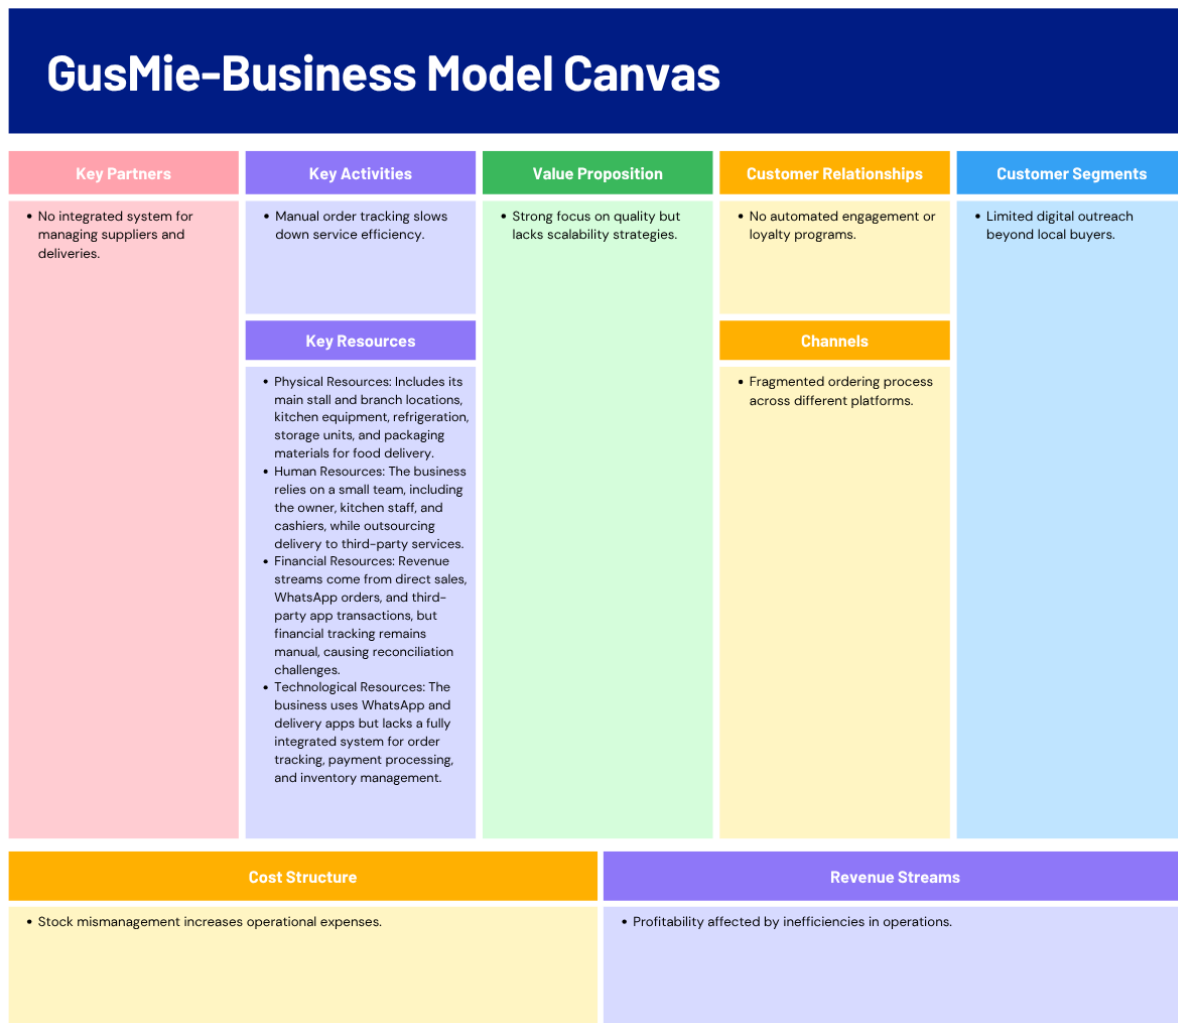 GusMie-Business Model Canvas
Key Partners
• No integrated system for
managing suppliers and
deliveries.
Key Activities
• Manual order tracking slows
down service efficiency.
Key Resources
• Physical Resources: Includes its
main stall and branch locations,
kitchen equipment, refrigeration,
storage units, and packaging
materials for food delivery.
• Human Resources: The business
relies on a small team, including
the owner, kitchen staff, and
cashiers, while outsourcing
delivery to third-party services.
• Financial Resources: Revenue
streams come from direct sales,
WhatsApp orders, and third-
party app transactions, but
financial tracking remains
manual, causing reconciliation
challenges.
• Technological Resources: The
business uses WhatsApp and
delivery apps but lacks a fully
integrated system for order
tracking, payment processing,
and inventory management.
Value Proposition
• Strong focus on quality but
lacks scalability strategies.
Customer Relationships
• No automated engagement or
loyalty programs.
Channels
• Fragmented ordering process
across different platforms.
Customer Segments
• Limited digital outreach
beyond local buyers.
Cost Structure
• Stock mismanagement increases operational expenses.
Revenue Streams
• Profitability affected by inefficiencies in operations.